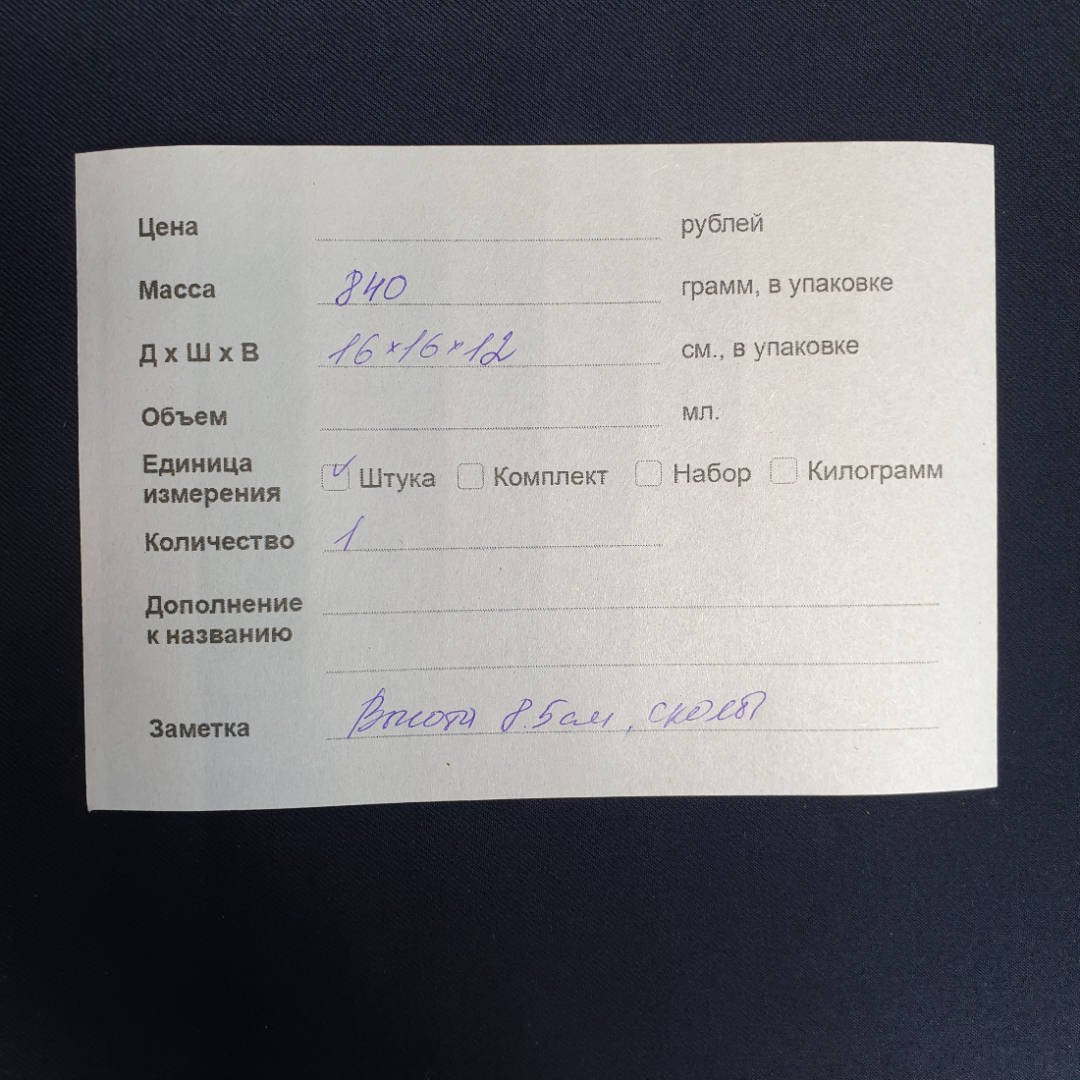 Цена рублей
Масса 840 грамм, в упаковке
Д х Ш х В 16×16×12 см., в упаковке
Объем мл.
Единица
измерения ✓ Штука Комплект Набор Килограмм
Количество 1
Дополнение
к названию
Заметка Высота 8.5см, сколы